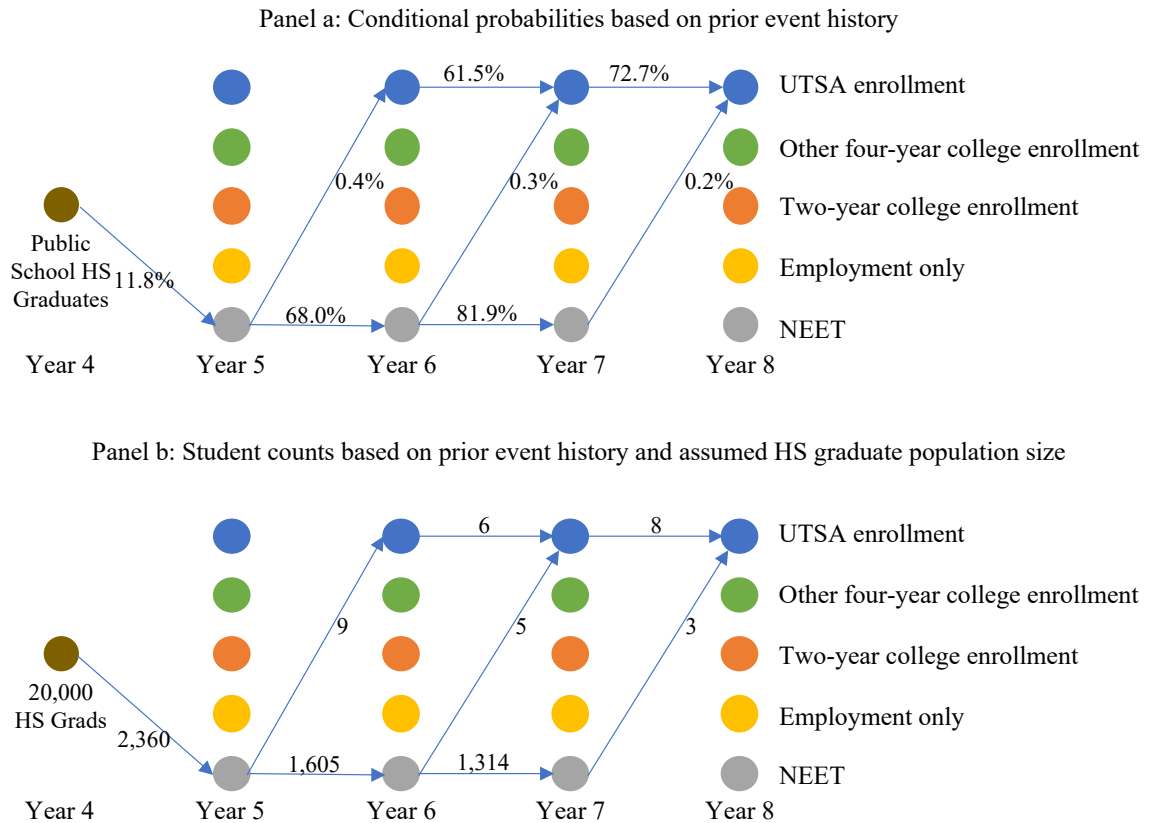 Panel a: Conditional probabilities based on prior event history
61.5%
72.7%
UTSA enrollment
Other four-year college enrollment
0.4%
0.3%
0.2%
Two-year college enrollment
Public
School HS
Graduates
11.8%
Employment only
68.0%
81.9%
NEET
Year 4
Year 5
Year 6
Year 7
Year 8
Panel b: Student counts based on prior event history and assumed HS graduate population size
6
8
UTSA enrollment
Other four-year college enrollment
9
5
3
Two-year college enrollment
20,000
HS Grads
2,360
Employment only
1,605
1,314
NEET
Year 4
Year 5
Year 6
Year 7
Year 8